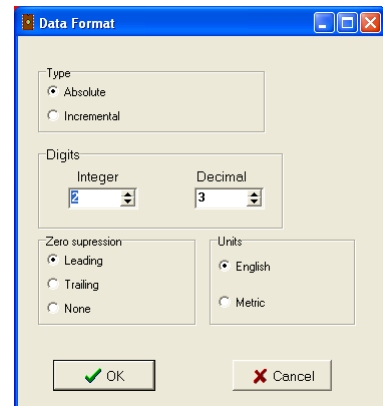 Data Format
Type
Absolute
Incremental
Digits
Integer Decimal
2 3
Zero supression Units
Leading English
Trailing
None Metric
OK Cancel